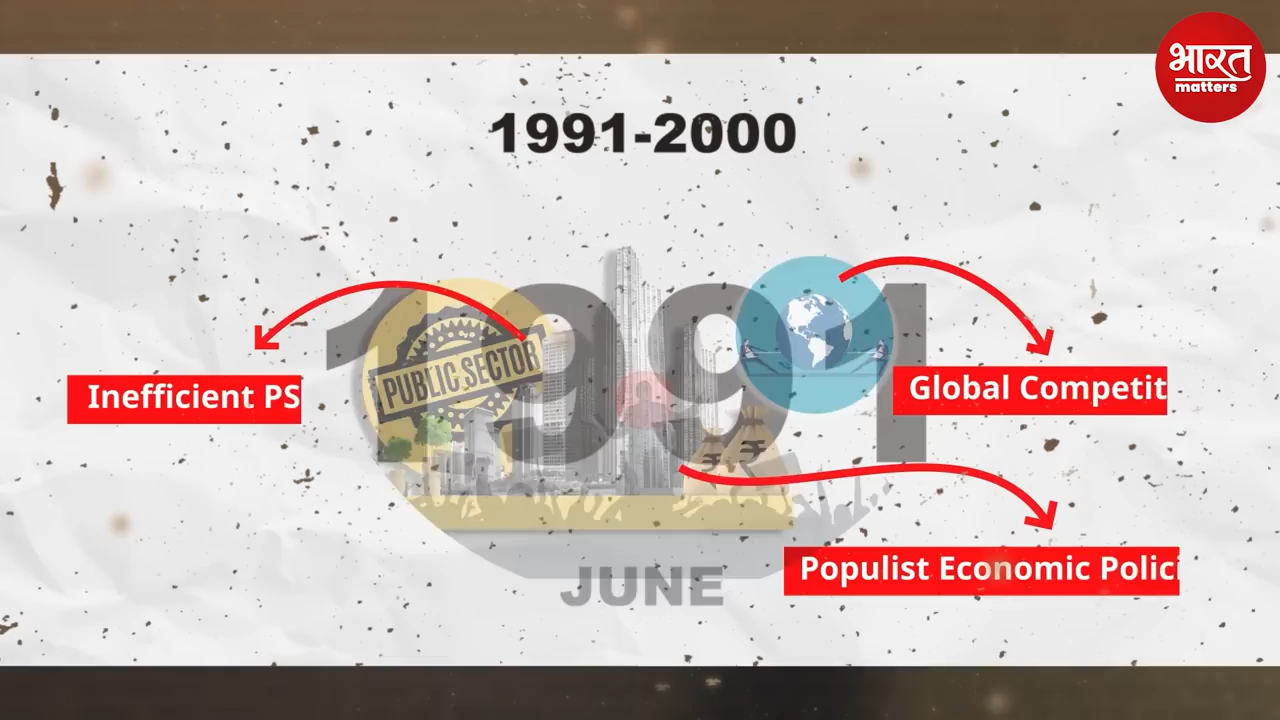 भारत
matters
1991-2000
1991
PUBLIC SECTOR
Inefficient PS
Global Competit
Populist Economic Polici
JUNE